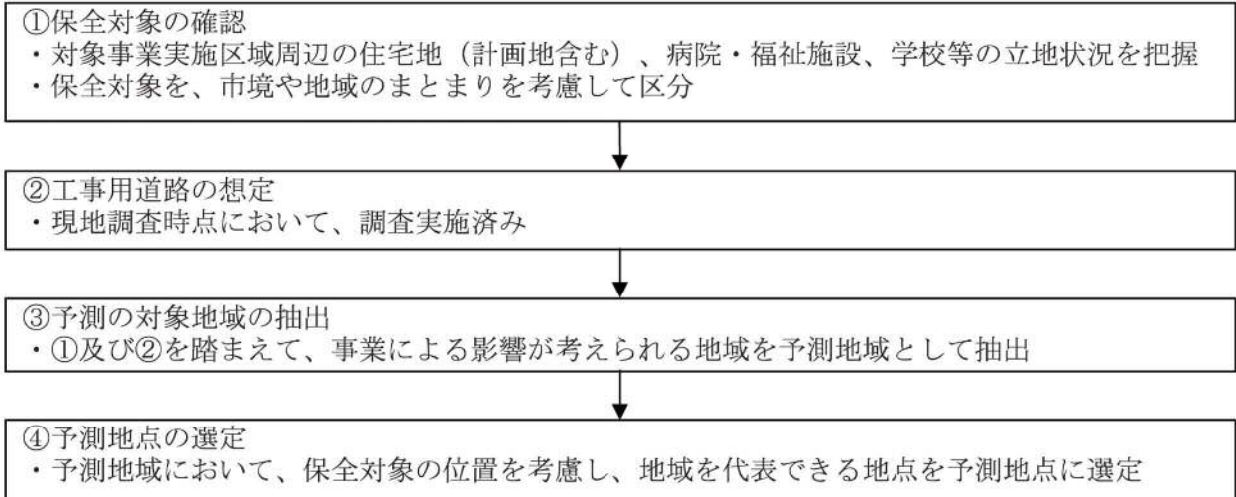 ①保全対象の確認
・対象事業実施区域周辺の住宅地（計画地含む）、病院・福祉施設、学校等の立地状況を把握
・保全対象を、市境や地域のまとまりを考慮して区分
②工事用道路の想定
・現地調査時点において、調査実施済み
③予測の対象地域の抽出
・①及び②を踏まえて、事業による影響が考えられる地域を予測地域として抽出
④予測地点の選定
・予測地域において、保全対象の位置を考慮し、地域を代表できる地点を予測地点に選定